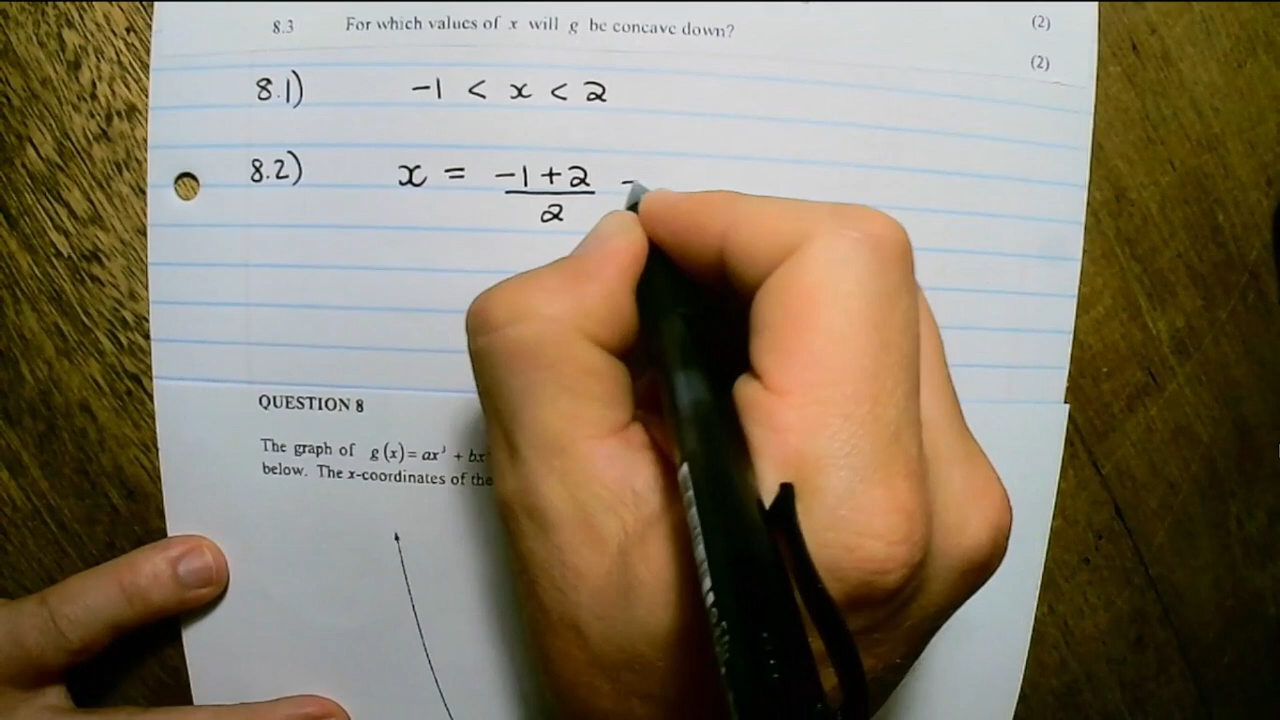 8.3 For which values of x will g be concave down? (2)
(2)
8.1) -1 < x < 2
8.2) x = -1+2
2
QUESTION 8
The graph of g(x)= ax³ + bx
below. The x-coordinates of the